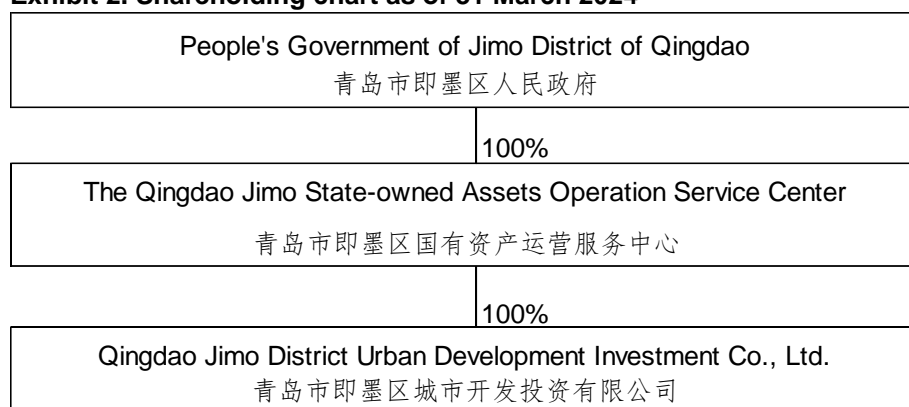 Exhibit 2. Shareholding chart as of 31 March 2024
People's Government of Jimo District of Qingdao
青岛市即墨区人民政府
100%
The Qingdao Jimo State-owned Assets Operation Service Center
青岛市即墨区国有资产运营服务中心
100%
Qingdao Jimo District Urban Development Investment Co., Ltd.
青岛市即墨区城市开发投资有限公司